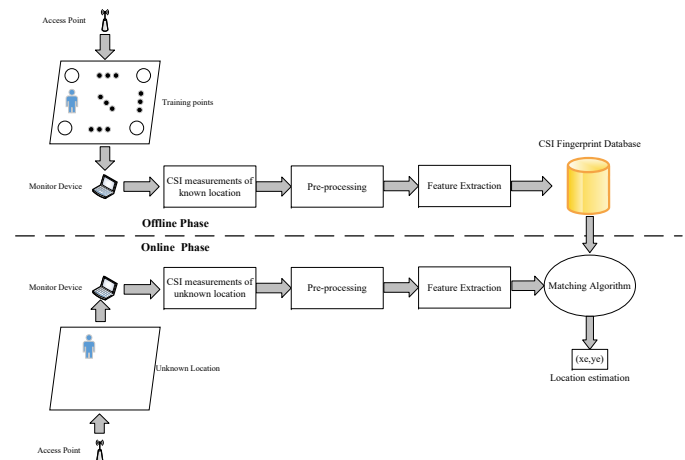 Access Point
Training points
CSI Fingerprint Database
Monitor Device
CSI measurements of
known location
Pre-processing
Feature Extraction
Offline Phase
Online Phase
Monitor Device
CSI measurements of
unknown location
Pre-processing
Feature Extraction
Matching Algorithm
Unknown Location
(xe,ye)
Location estimation
Access Point